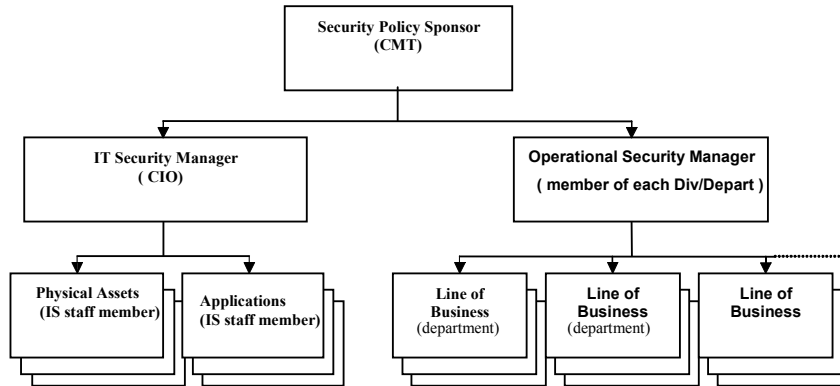 Security Policy Sponsor
(CMT)
IT Security Manager
( CIO)
Operational Security Manager
( member of each Div/Depart )
Physical Assets
(IS staff member)
Applications
(IS staff member)
Line of
Business
(department)
Line of
Business
(department)
Line of
Business